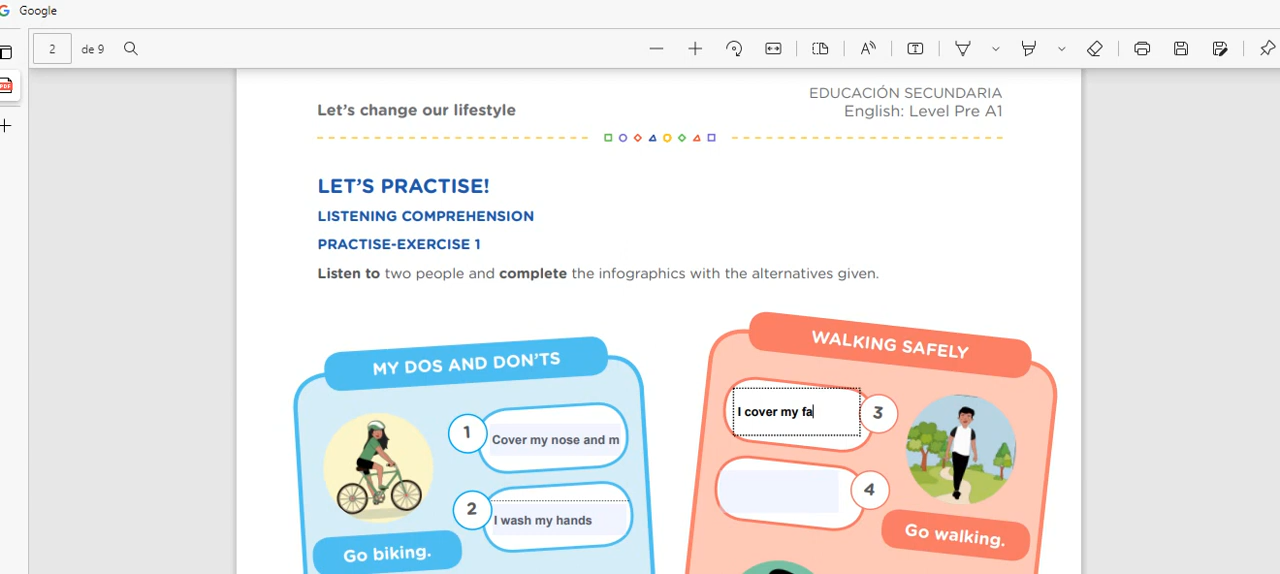 Google
2
de 9
Let's change our lifestyle
EDUCACIÓN SECUNDARIA
English: Level Pre A1
LET'S PRACTISE!
LISTENING COMPREHENSION
PRACTISE-EXERCISE 1
Listen to two people and complete the infographics with the alternatives given.
MY DOS AND DON'TS
1
Cover my nose and m
2
I wash my hands
Go biking.
WALKING SAFELY
I cover my fa
3
4
Go walking.